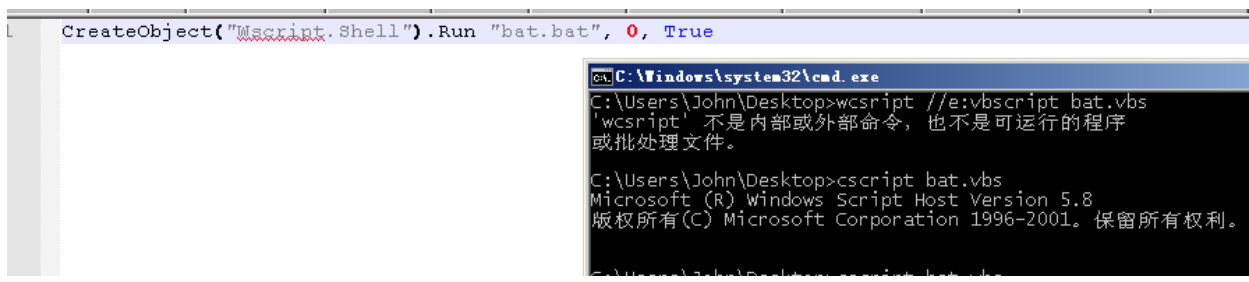 1
CreateObject("Wscript.Shell").Run "bat.bat", 0, True
C:\Windows\system32\cmd.exe
C:\Users\John\Desktop>wcsript //e:vbscript bat.vbs
'wcsript' 不是内部或外部命令，也不是可运行的程序
或批处理文件。
C:\Users\John\Desktop>cscript bat.vbs
Microsoft (R) Windows Script Host Version 5.8
版权所有(C) Microsoft Corporation 1996-2001。保留所有权利。